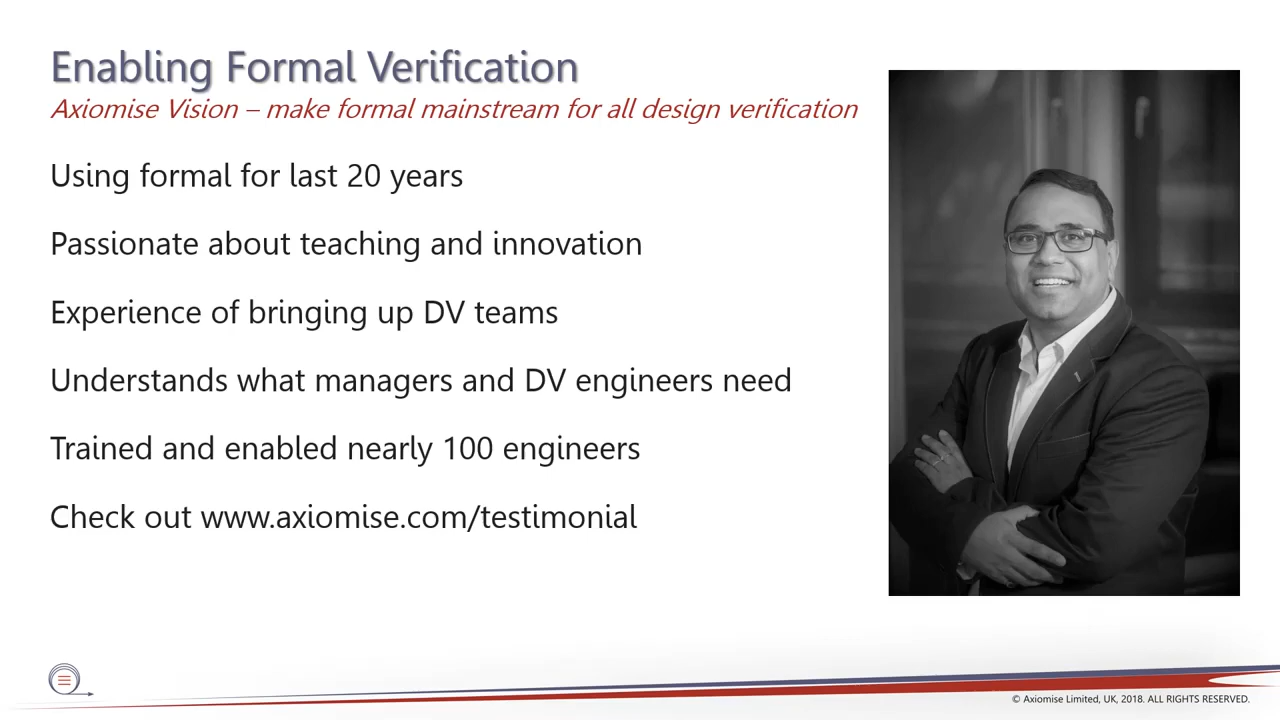 Enabling Formal Verification
Axiomise Vision – make formal mainstream for all design verification
Using formal for last 20 years
Passionate about teaching and innovation
Experience of bringing up DV teams
Understands what managers and DV engineers need
Trained and enabled nearly 100 engineers
Check out www.axiomise.com/testimonial
© Axiomise Limited, UK, 2018. ALL RIGHTS RESERVED.